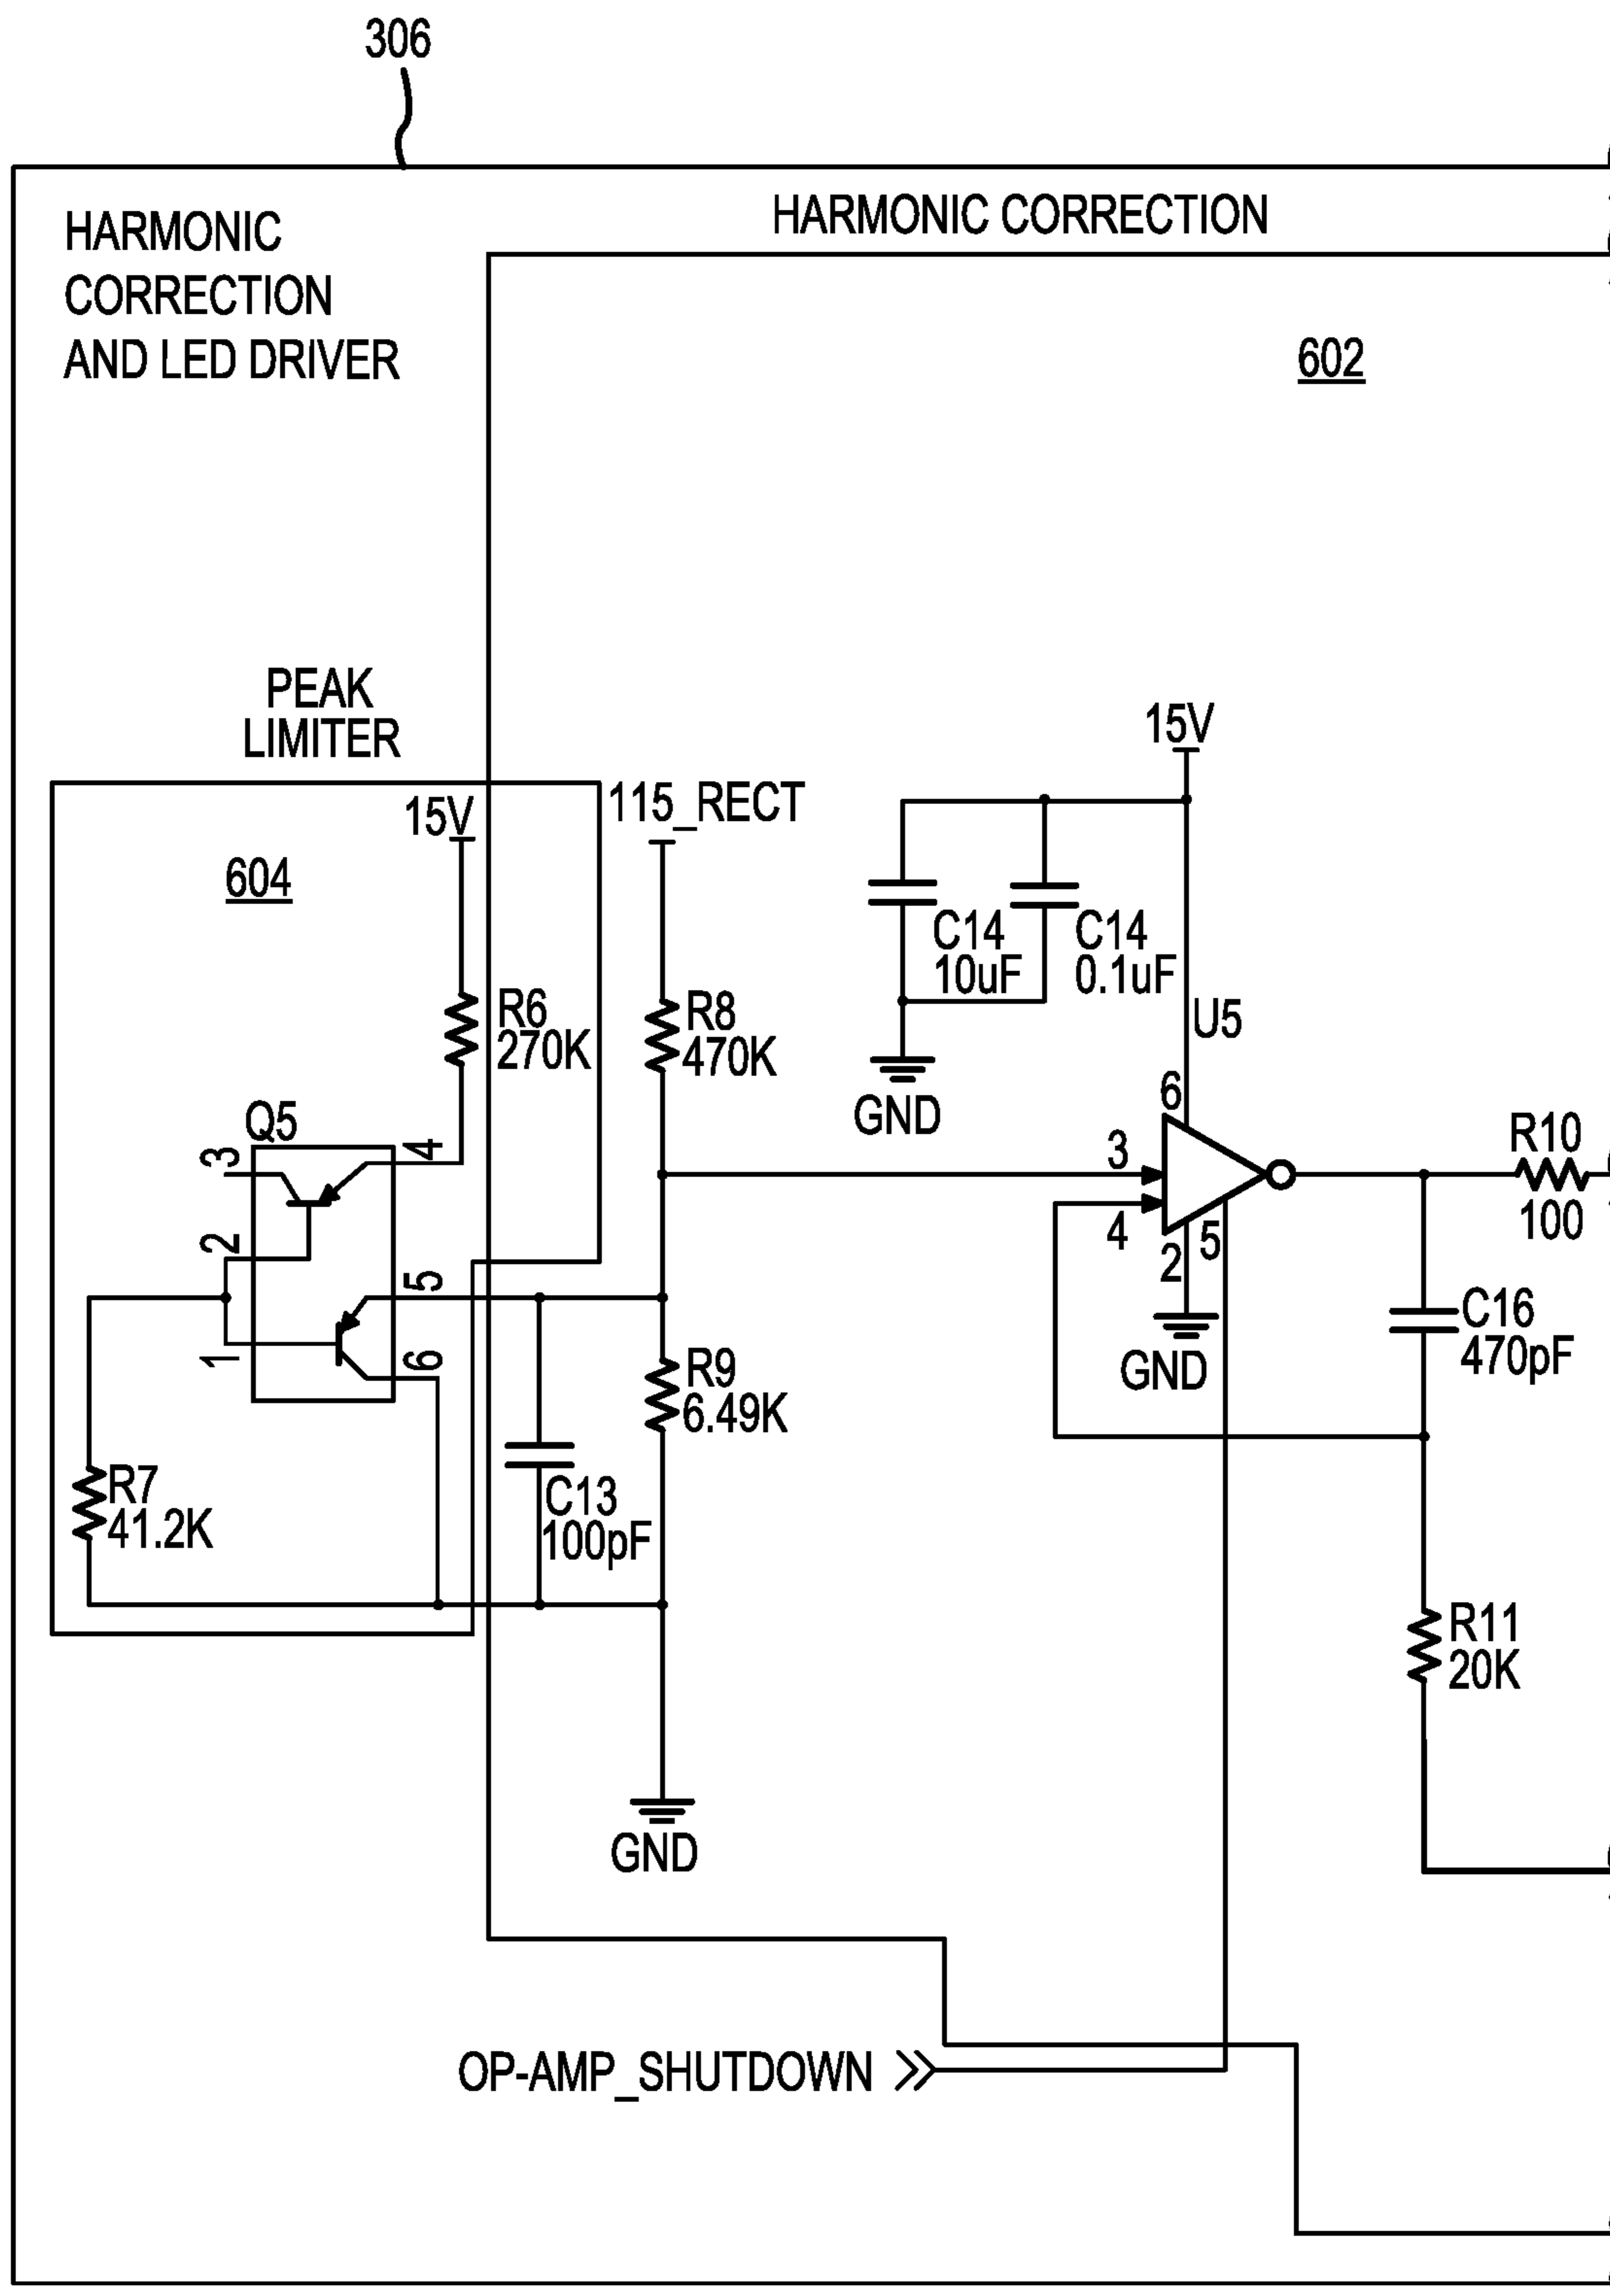 306
HARMONIC
CORRECTION
AND LED DRIVER
HARMONIC CORRECTION
602
PEAK
LIMITER
604
15V
115_RECT
15V
C14
10uF
C14
0.1uF
GND
U5
R6
270K
R8
470K
Q5
3
4
2
5
1
6
6
3
4
2
5
GND
R10
100
C16
470pF
R9
6.49K
R7
41.2K
C13
100pF
R11
20K
GND
OP-AMP_SHUTDOWN